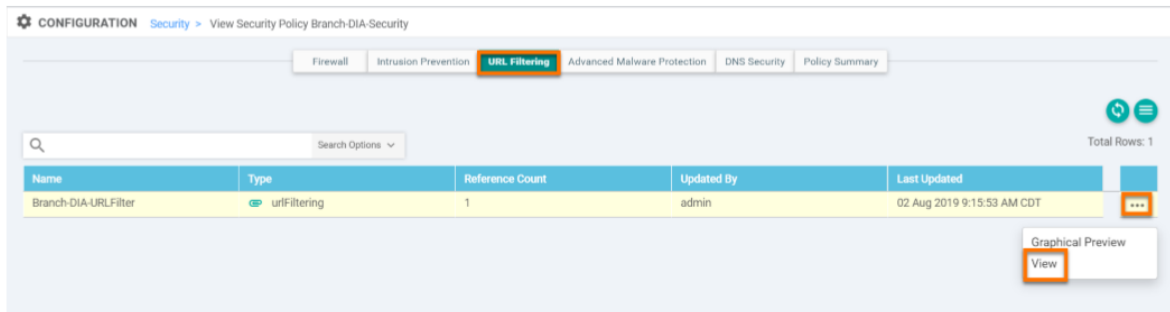 CONFIGURATION Security > View Security Policy Branch-DIA-Security
Firewall Intrusion Prevention URL Filtering Advanced Malware Protection DNS Security Policy Summary
Search Options
Total Rows: 1
Name Type Reference Count Updated By Last Updated
Branch-DIA-URLFilter urlFiltering 1 admin 02 Aug 2019 9:15:53 AM CDT
Graphical Preview
View